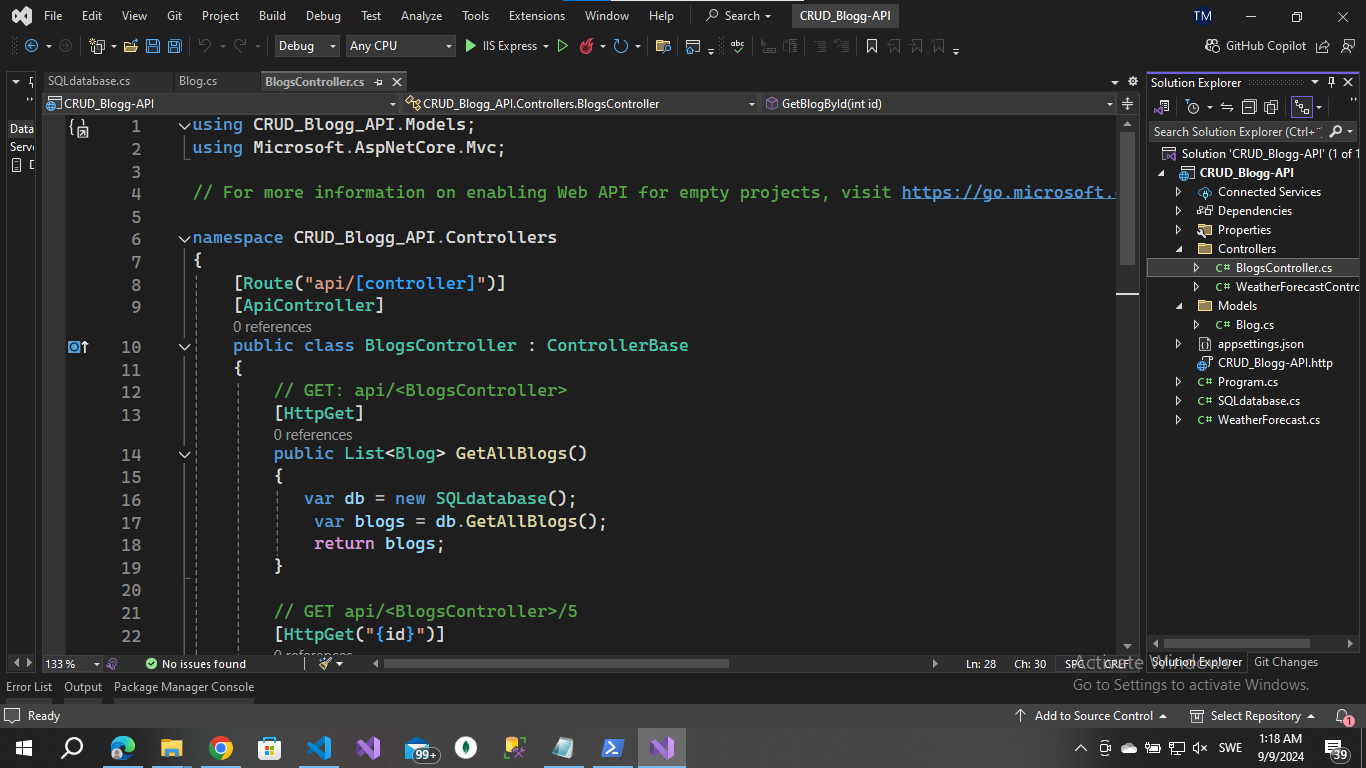 File Edit View Git Project Build Debug Test Analyze Tools Extensions Window Help Search CRUD_Blogg-API TM
Debug Any CPU IIS Express GitHub Copilot
SQLdatabase.cs Blog.cs BlogsController.cs
CRUD_Blogg-API CRUD_Blogg_API.Controllers.BlogsController GetBlogById(int id)
Data
Serve
1 using CRUD_Blogg_API.Models;
2 using Microsoft.AspNetCore.Mvc;
3
4 // For more information on enabling Web API for empty projects, visit https://go.microsoft.
5
6 namespace CRUD_Blogg_API.Controllers
7 {
8 [Route("api/[controller]")]
9 [ApiController]
0 references
10 public class BlogsController : ControllerBase
11 {
12 // GET: api/<BlogsController>
13 [HttpGet]
0 references
14 public List<Blog> GetAllBlogs()
15 {
16 var db = new SQLdatabase();
17 var blogs = db.GetAllBlogs();
18 return blogs;
19 }
20
21 // GET api/<BlogsController>/5
22 [HttpGet("{id}")]
0 references
133 % No issues found Ln: 28 Ch: 30 SPC CRLF
Solution Explorer
Search Solution Explorer (Ctrl+
Solution 'CRUD_Blogg-API' (1 of 1
CRUD_Blogg-API
Connected Services
Dependencies
Properties
Controllers
C# BlogsController.cs
C# WeatherForecastContro
Models
C# Blog.cs
appsettings.json
CRUD_Blogg-API.http
C# Program.cs
C# SQLdatabase.cs
C# WeatherForecast.cs
Solution Explorer Git Changes
Activate Windows
Go to Settings to activate Windows.
Error List Output Package Manager Console
Ready Add to Source Control Select Repository 1
99+ SWE 1:18 AM
9/9/2024 39